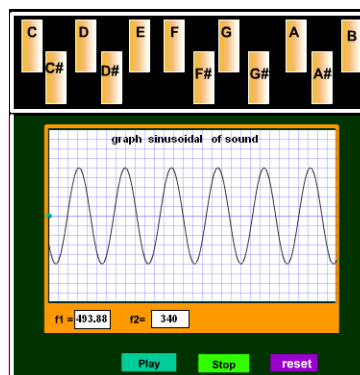 C D E F G A B
C# D# F# G# A#
graph sinusoidal of sound
f1 = 493.88 f2= 340
Play Stop reset